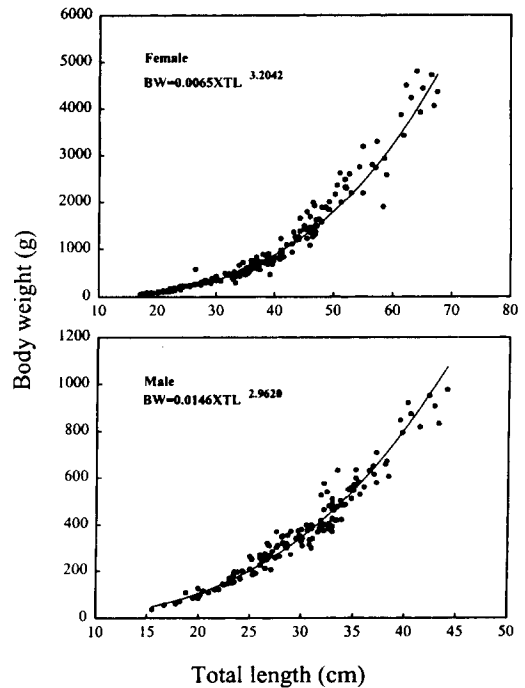 6000
5000
4000
3000
2000
1000
0
Female
BW=0.0065XTL 3.2042
10 20 30 40 50 60 70 80
Body weight (g)
1200
1000
800
600
400
200
0
Male
BW=0.0146XTL 2.9620
10 15 20 25 30 35 40 45 50
Total length (cm)